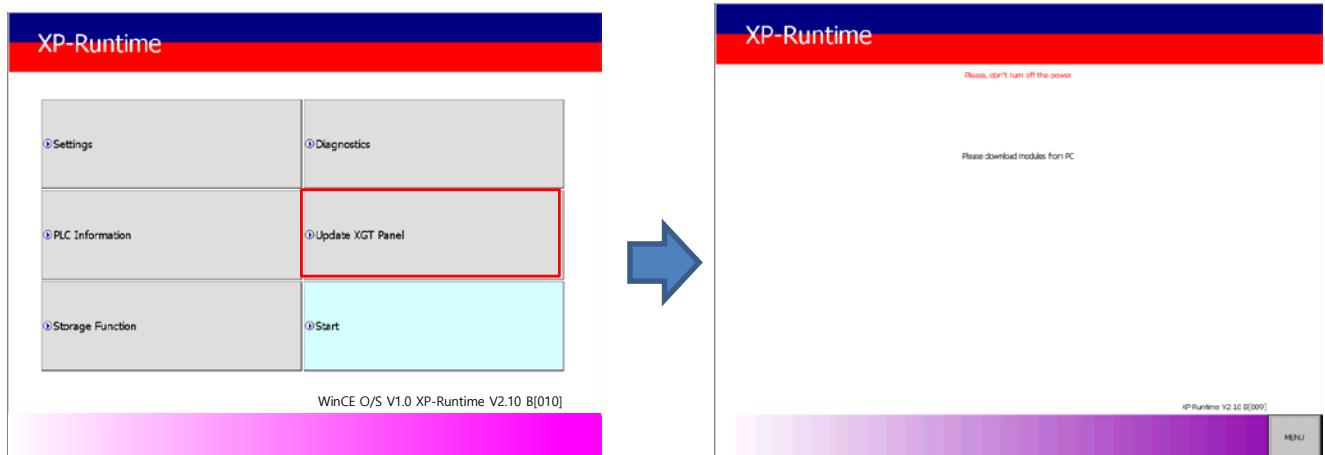 XP-Runtime
Settings
Diagnostics
PLC Information
Update XGT Panel
Storage Function
Start
WinCE O/S V1.0 XP-Runtime V2.10 B[010]
XP-Runtime
Please, don't turn off the power
Please download modules from PC
XP-Runtime V2.10 B[009]
MENU